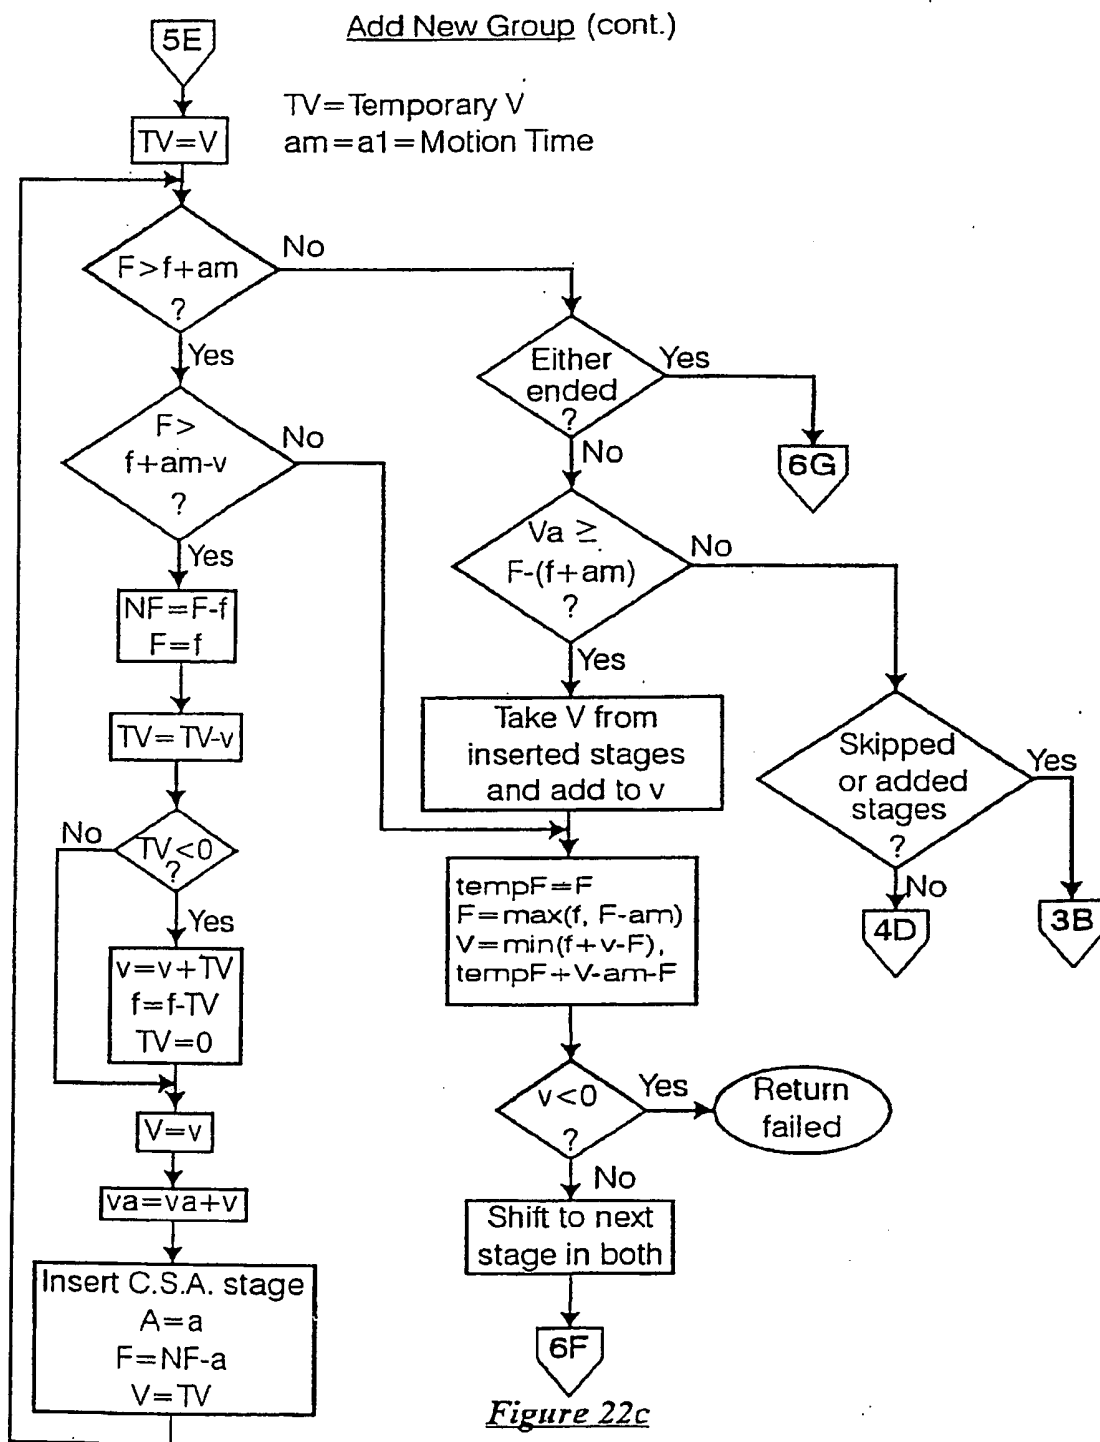 Add New Group (cont.)
5E
TV=Temporary V
am=a1=Motion Time
TV=V
F>f+am
?
No
Yes
Either
ended
?
Yes
No
6G
F>
f+am-v
?
No
Yes
Va ≥
F-(f+am)
?
No
Yes
NF=F-f
F=f
TV=TV-v
Take V from
inserted stages
and add to v
Skipped
or added
stages
?
Yes
No
4D
3B
TV<0
?
No
Yes
tempF=F
F=max(f, F-am)
V=min(f+v-F),
tempF+V-am-F
v=v+TV
f=f-TV
TV=0
v<0
?
Yes
Return
failed
No
V=v
va=va+v
Shift to next
stage in both
Insert C.S.A. stage
A=a
F=NF-a
V=TV
6F
Figure 22c